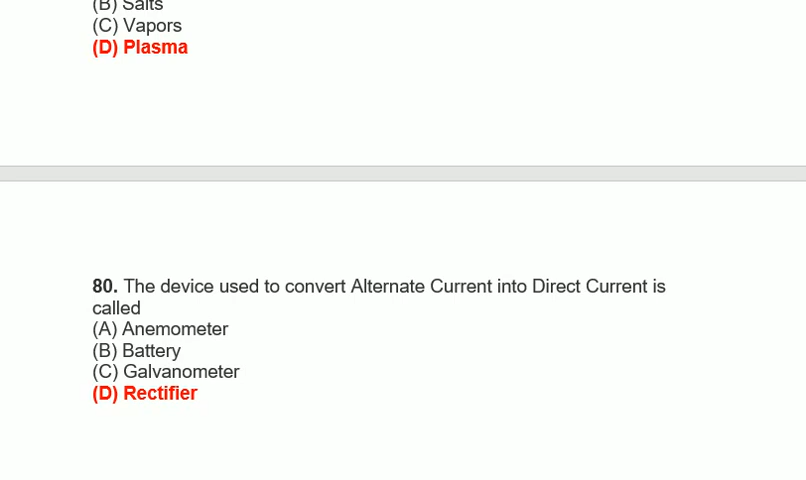 (B) Salts
(C) Vapors
(D) Plasma
80. The device used to convert Alternate Current into Direct Current is
called
(A) Anemometer
(B) Battery
(C) Galvanometer
(D) Rectifier